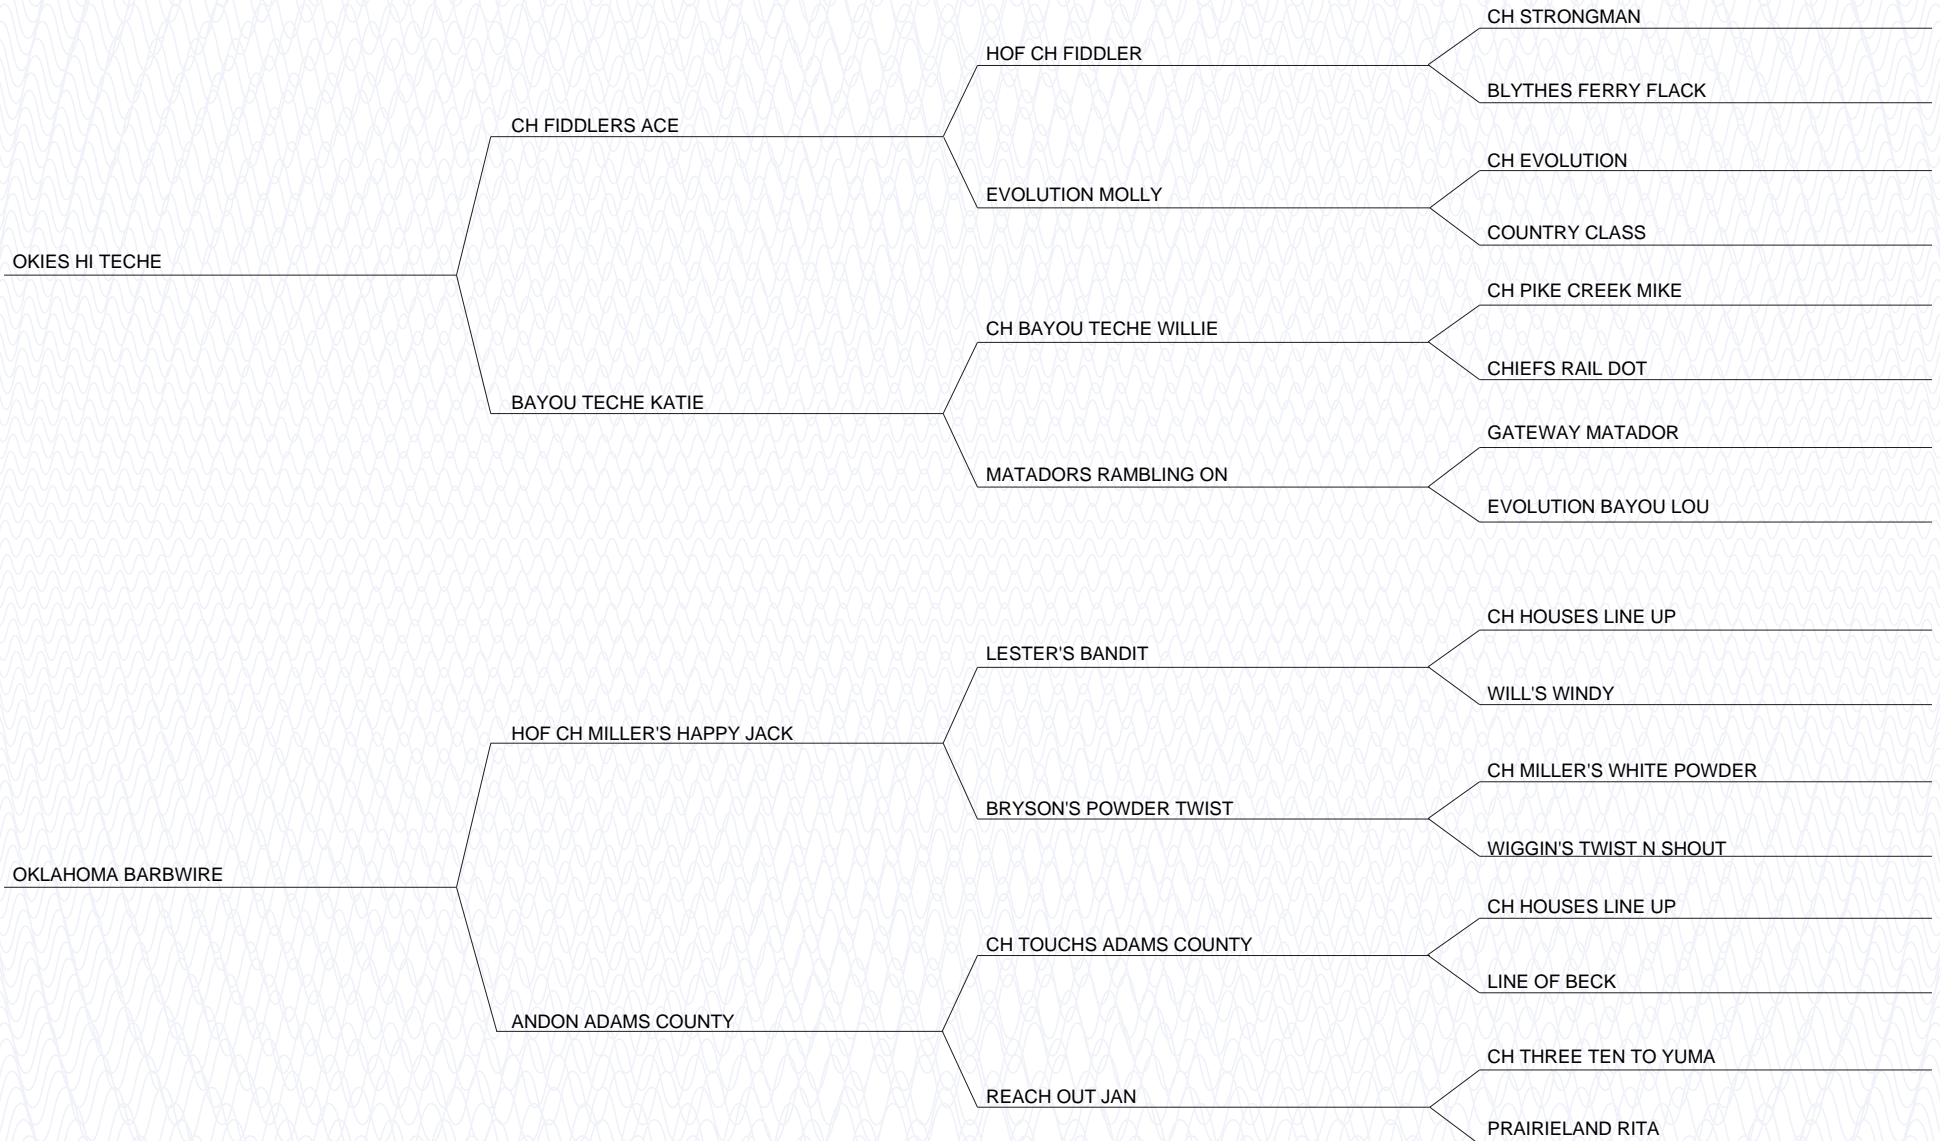 CH STRONGMAN
HOF CH FIDDLER
BLYTHES FERRY FLACK
CH FIDDLERS ACE
CH EVOLUTION
EVOLUTION MOLLY
COUNTRY CLASS
OKIES HI TECHE
CH PIKE CREEK MIKE
CH BAYOU TECHE WILLIE
CHIEFS RAIL DOT
BAYOU TECHE KATIE
GATEWAY MATADOR
MATADORS RAMBLING ON
EVOLUTION BAYOU LOU
CH HOUSES LINE UP
LESTER'S BANDIT
WILL'S WINDY
HOF CH MILLER'S HAPPY JACK
CH MILLER'S WHITE POWDER
BRYSON'S POWDER TWIST
WIGGIN'S TWIST N SHOUT
OKLAHOMA BARBWIRE
CH HOUSES LINE UP
CH TOUCHS ADAMS COUNTY
LINE OF BECK
ANDON ADAMS COUNTY
CH THREE TEN TO YUMA
REACH OUT JAN
PRAIRIELAND RITA